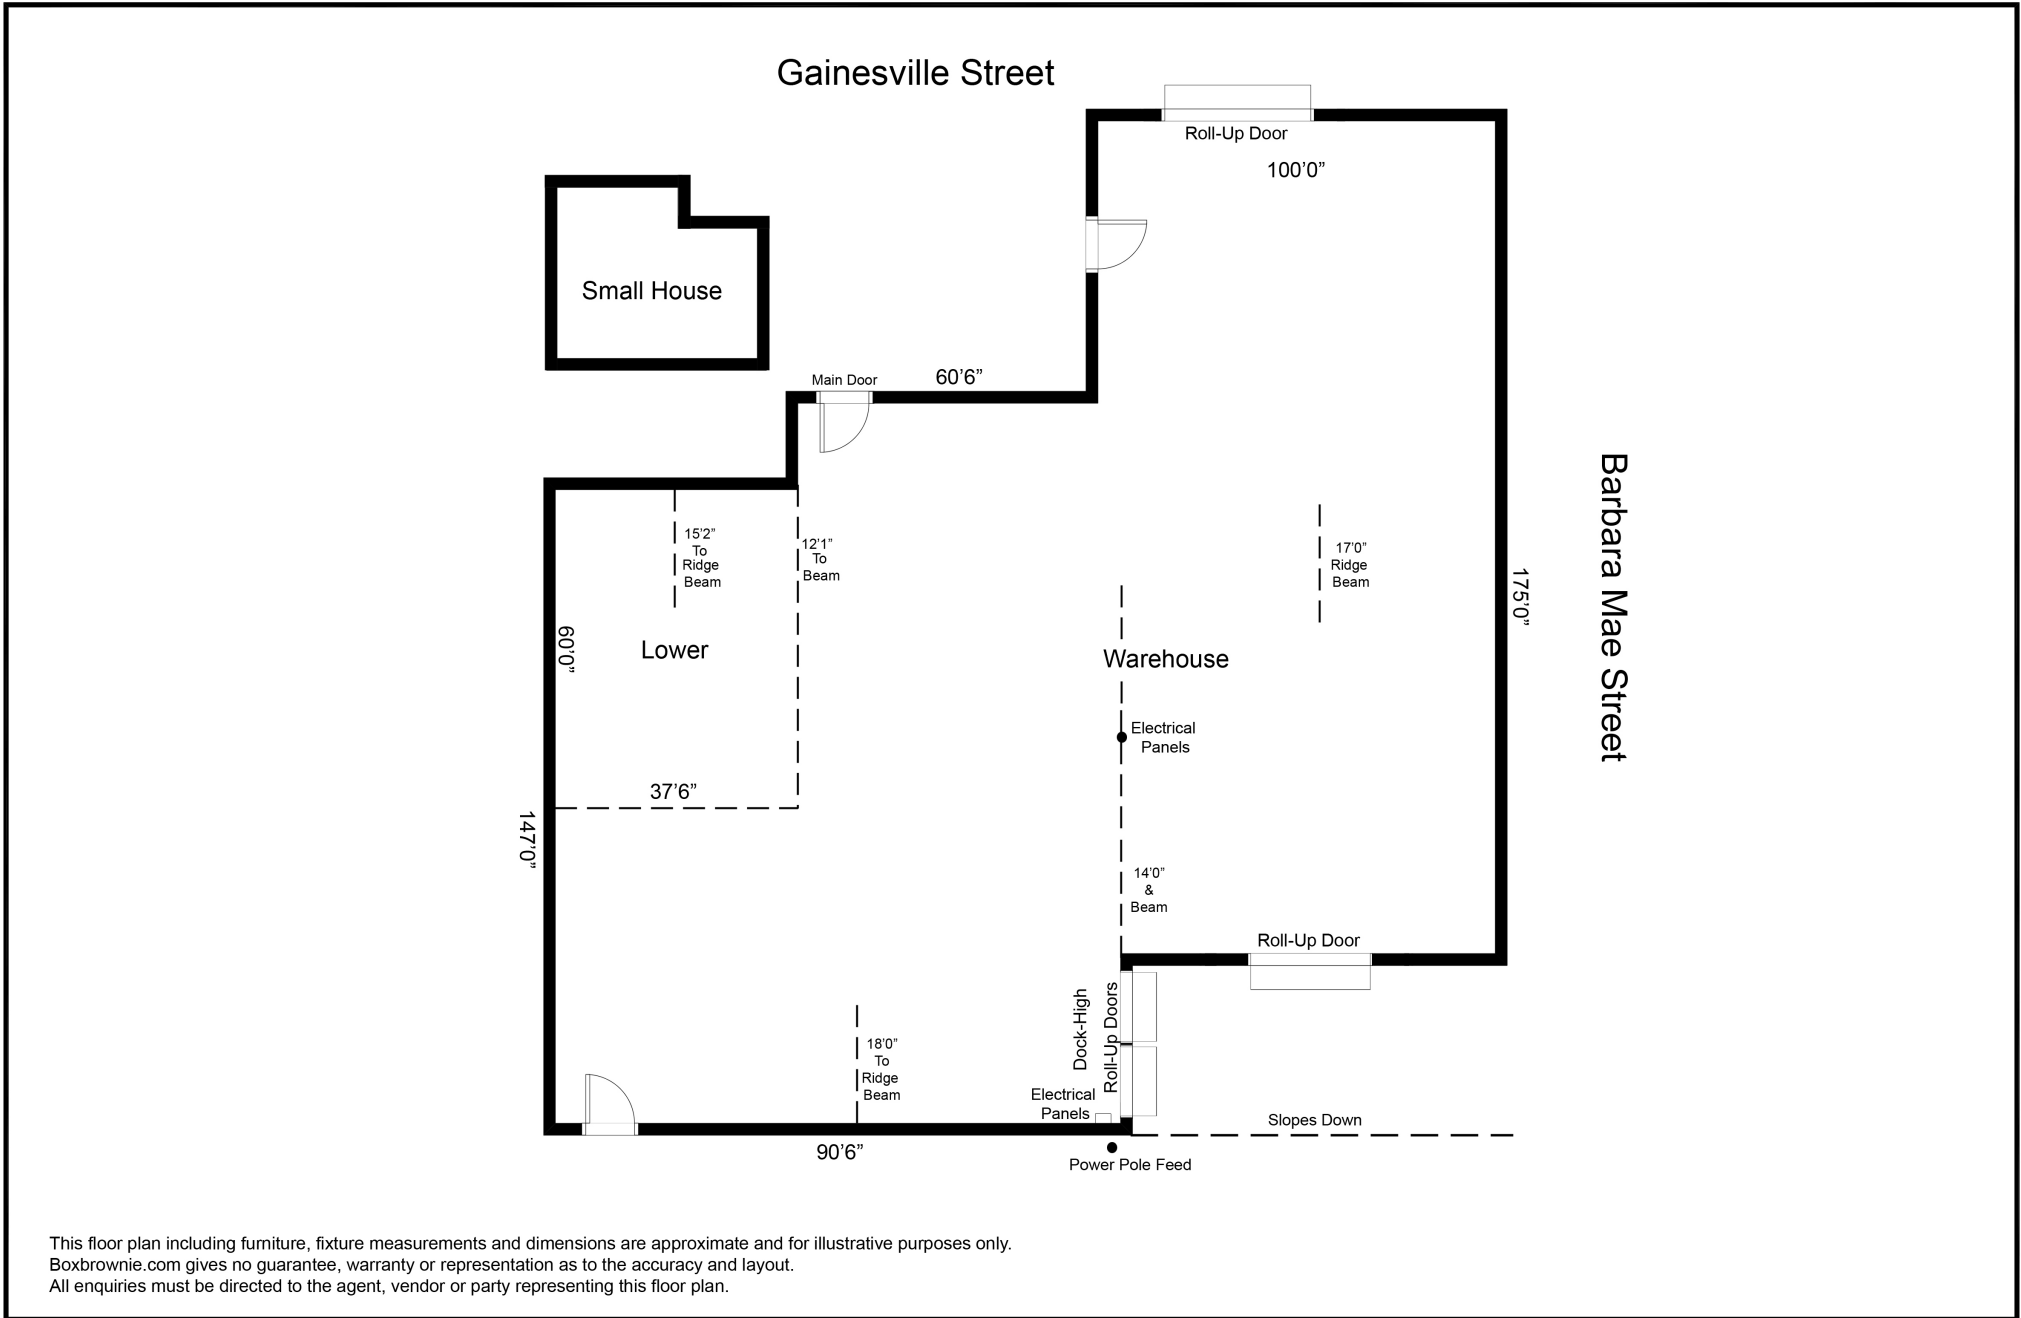 Gainesville Street
Roll-Up Door
100’0”
Small House
Main Door
60’6”
Barbara Mae Street
15’2”
To
Ridge
Beam
12’1”
To
Beam
17’0”
Ridge
Beam
175’0”
60’0”
Lower
Warehouse
Electrical
Panels
37’6”
147’0”
14’0”
&
Beam
Roll-Up Door
Dock-High
Roll-Up Doors
18’0”
To
Ridge
Beam
Electrical
Panels
Slopes Down
90’6”
Power Pole Feed
This floor plan including furniture, fixture measurements and dimensions are approximate and for illustrative purposes only.
Boxbrownie.com gives no guarantee, warranty or representation as to the accuracy and layout.
All enquiries must be directed to the agent, vendor or party representing this floor plan.